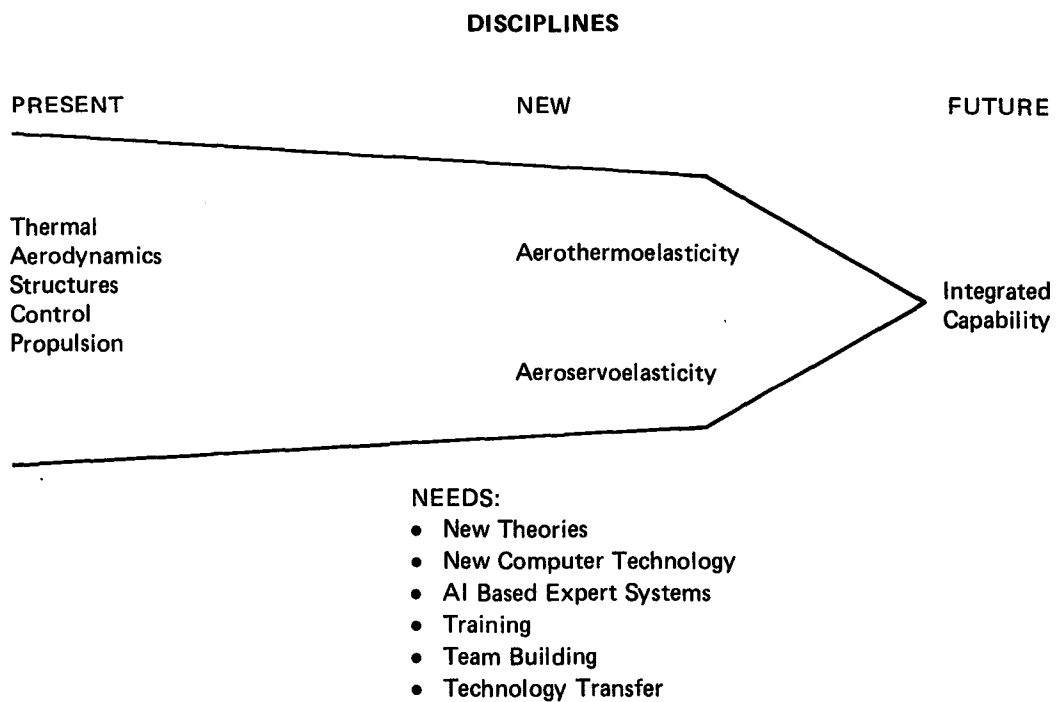 DISCIPLINES
PRESENT
NEW
FUTURE
Thermal
Aerodynamics
Structures
Control
Propulsion
Aerothermoelasticity
Aeroservoelasticity
Integrated
Capability
NEEDS:
• New Theories
• New Computer Technology
• AI Based Expert Systems
• Training
• Team Building
• Technology Transfer